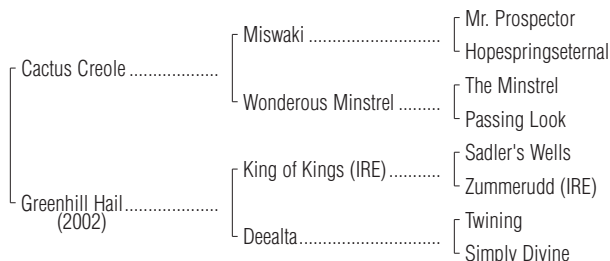 Mr. Prospector
Miswaki ................................
Hopespringseternal
Cactus Creole .....................
The Minstrel
Wonderous Minstrel .........
Passing Look
Sadler's Wells
King of Kings (IRE) ............
Zummerudd (IRE)
Greenhill Hail .....................
(2002)
Twining
Deealta ..................................
Simply Divine